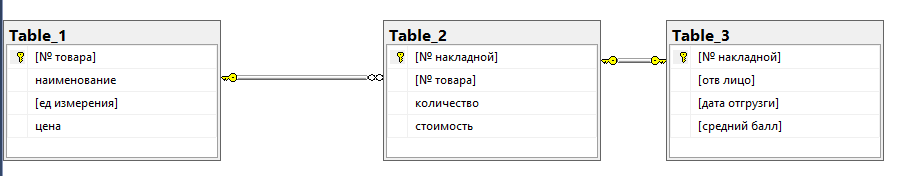 Table_1
[№ товара]
наименование
[ед измерения]
цена
Table_2
[№ накладной]
[№ товара]
количество
стоимость
Table_3
[№ накладной]
[отв лицо]
[дата отгрузги]
[средний балл]